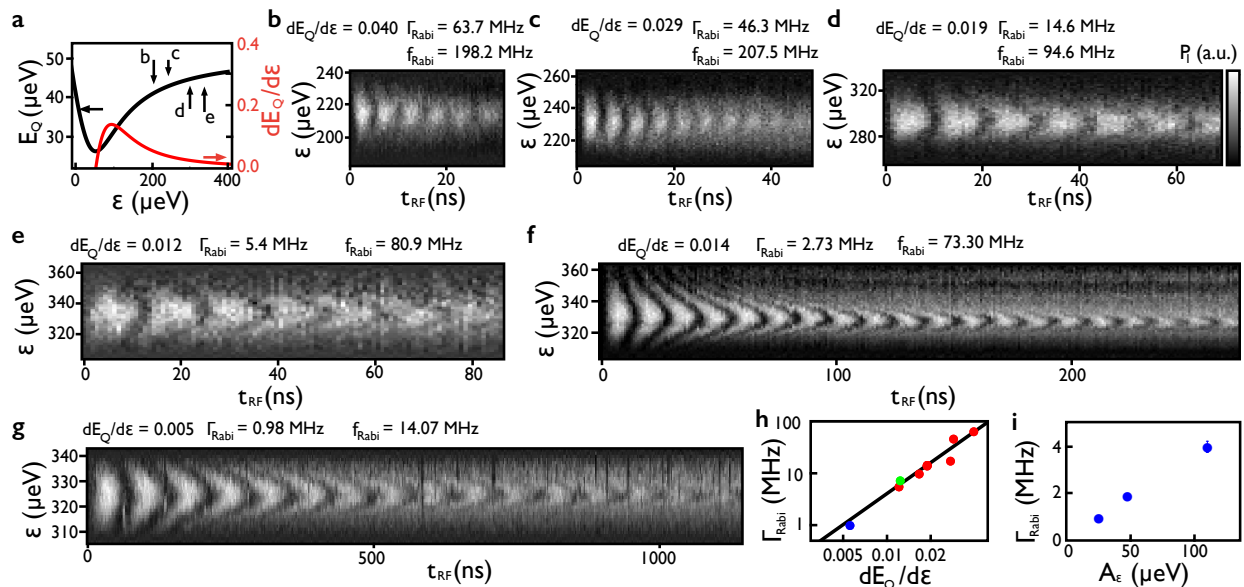 a
E_Q (μeV)
50
40
30
0
200
400
ε (μeV)
b
c
d
e
0.4
0.2
0.0
dE_Q/dε
b
dE_Q/dε = 0.040 Γ_Rabi = 63.7 MHz
f_Rabi = 198.2 MHz
ε (μeV)
240
220
200
0
20
t_RF (ns)
c
dE_Q/dε = 0.029 Γ_Rabi = 46.3 MHz
f_Rabi = 207.5 MHz
ε (μeV)
260
240
220
0
20
40
t_RF (ns)
d
dE_Q/dε = 0.019 Γ_Rabi = 14.6 MHz
f_Rabi = 94.6 MHz
P_I (a.u.)
ε (μeV)
320
280
0
20
40
60
t_RF (ns)
e
dE_Q/dε = 0.012 Γ_Rabi = 5.4 MHz f_Rabi = 80.9 MHz
ε (μeV)
360
340
320
0
20
40
60
80
t_RF (ns)
f
dE_Q/dε = 0.014 Γ_Rabi = 2.73 MHz f_Rabi = 73.30 MHz
ε (μeV)
360
340
320
0
100
200
t_RF (ns)
g
dE_Q/dε = 0.005 Γ_Rabi = 0.98 MHz f_Rabi = 14.07 MHz
ε (μeV)
340
330
320
310
0
500
1000
t_RF (ns)
h
Γ_Rabi (MHz)
100
10
1
0.005
0.01
0.02
dE_Q/dε
i
Γ_Rabi (MHz)
4
2
0
0
50
100
A_ε (μeV)